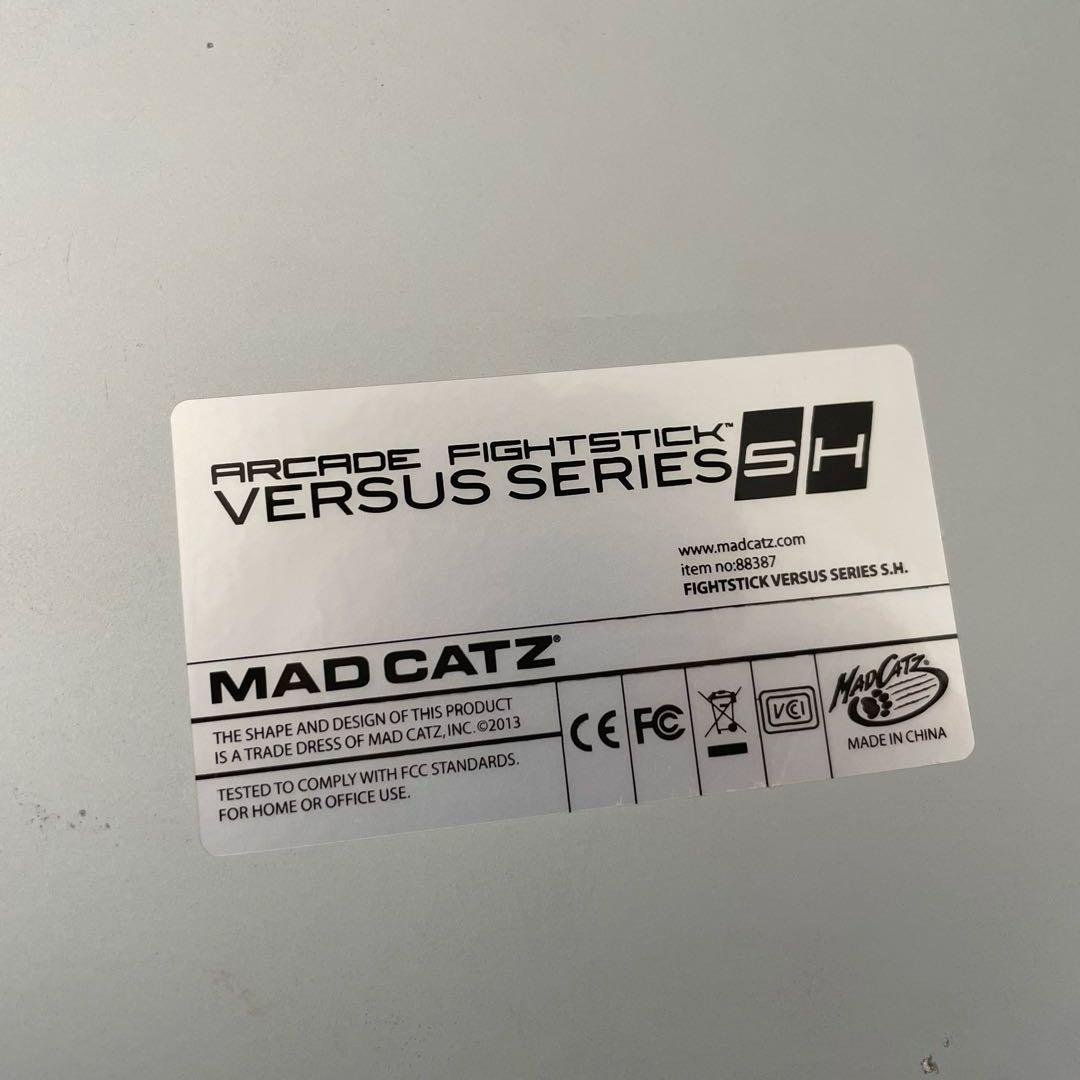 ARCADE FIGHTSTICK™
VERSUS SERIES SH
www.madcatz.com
item no:88387
FIGHTSTICK VERSUS SERIES S.H.
MAD CATZ®
THE SHAPE AND DESIGN OF THIS PRODUCT
IS A TRADE DRESS OF MAD CATZ, INC. ©2013
TESTED TO COMPLY WITH FCC STANDARDS.
FOR HOME OR OFFICE USE.
CE
FC
VCI
MADCATZ®
MADE IN CHINA